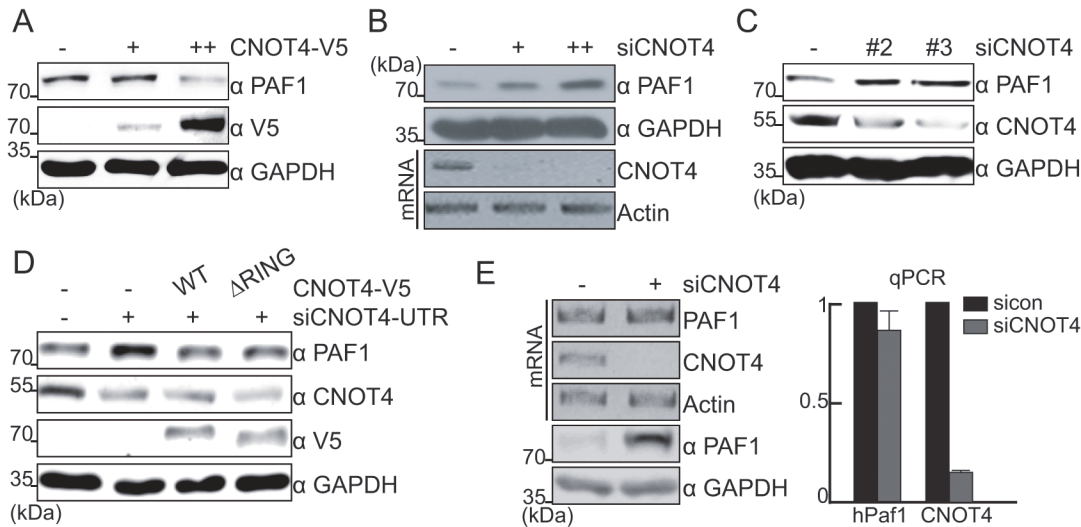 A
- + ++ CNOT4-V5
70 α PAF1
70 α V5
35 α GAPDH
(kDa)
B
(kDa) - + ++ siCNOT4
70 α PAF1
35 α GAPDH
mRNA
CNOT4
Actin
C
- #2 #3 siCNOT4
70 α PAF1
55 α CNOT4
35 α GAPDH
(kDa)
D
- - WT ΔRING CNOT4-V5
- + + + siCNOT4-UTR
70 α PAF1
55 α CNOT4
70 α V5
35 α GAPDH
(kDa)
E
- + siCNOT4
mRNA
PAF1
CNOT4
Actin
70 α PAF1
35 α GAPDH
(kDa)
qPCR
1
0.5
0
sicon
siCNOT4
hPaf1 CNOT4